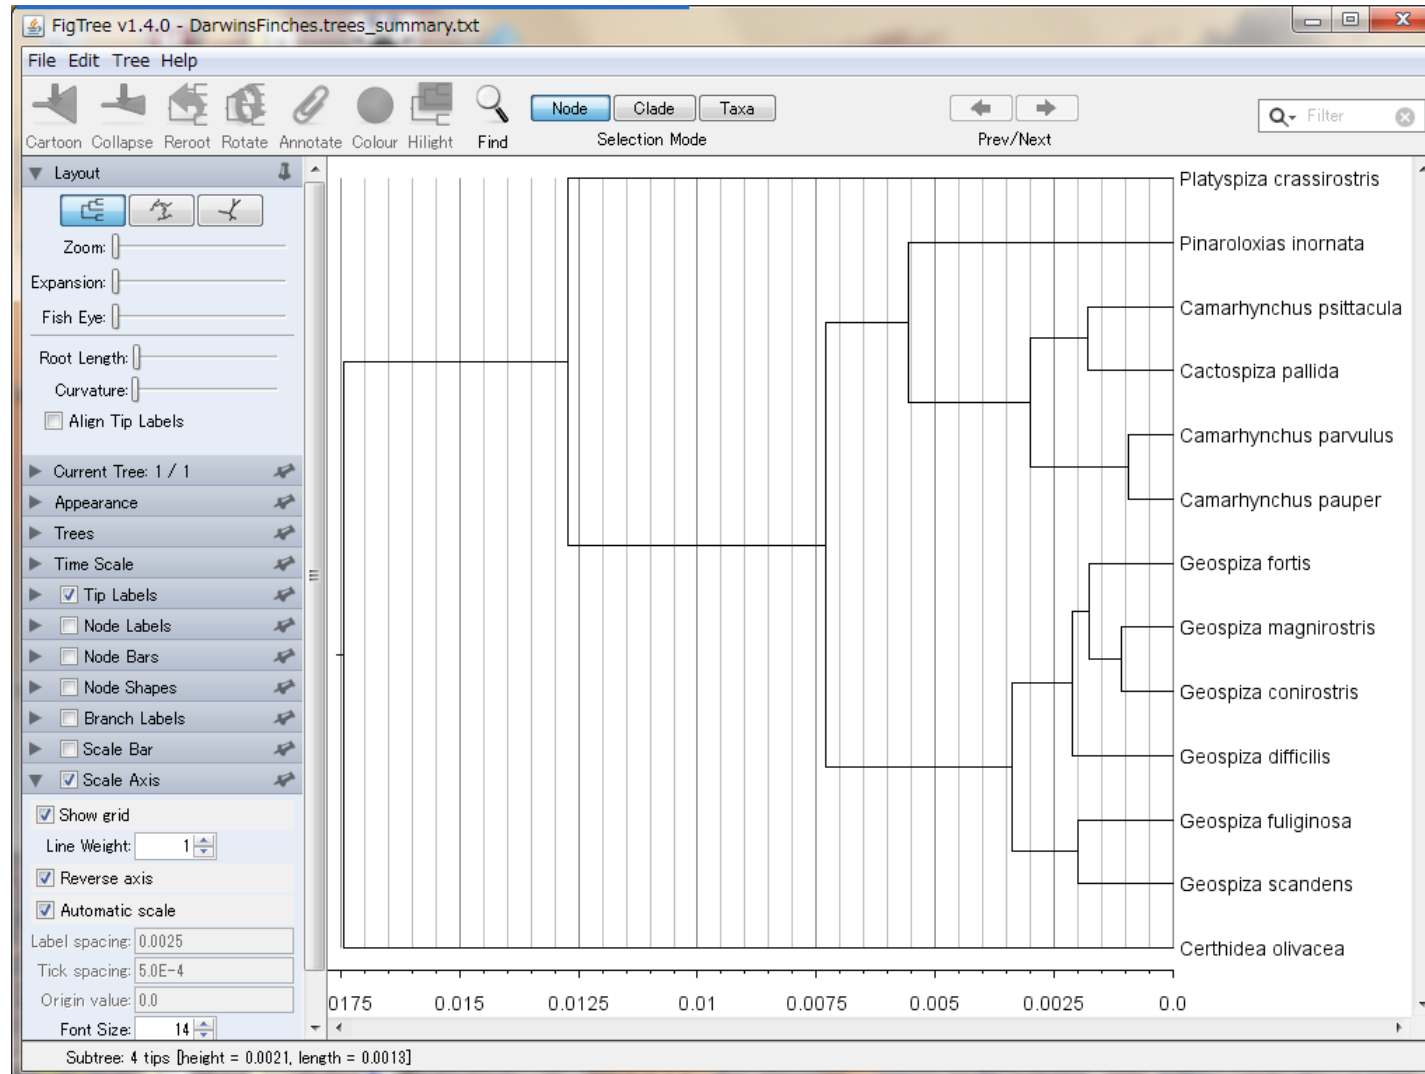 FigTree v1.4.0 - DarwinsFinches.trees_summary.txt
File Edit Tree Help
Cartoon Collapse Reroot Rotate Annotate Colour Hilight Find
Node Clade Taxa
Selection Mode
Prev/Next
Filter
Layout
Zoom:
Expansion:
Fish Eye:
Root Length:
Curvature:
Align Tip Labels
Current Tree: 1 / 1
Appearance
Trees
Time Scale
Tip Labels
Node Labels
Node Bars
Node Shapes
Branch Labels
Scale Bar
Scale Axis
Show grid
Line Weight: 1
Reverse axis
Automatic scale
Label spacing: 0.0025
Tick spacing: 5.0E-4
Origin value: 0.0
Font Size: 14
Platyspiza crassirostris
Pinaroloxias inornata
Camarhynchus psittacula
Cactospiza pallida
Camarhynchus parvulus
Camarhynchus pauper
Geospiza fortis
Geospiza magnirostris
Geospiza conirostris
Geospiza difficilis
Geospiza fuliginosa
Geospiza scandens
Certhidea olivacea
0175 0.015 0.0125 0.01 0.0075 0.005 0.0025 0.0
Subtree: 4 tips [height = 0.0021, length = 0.0013]